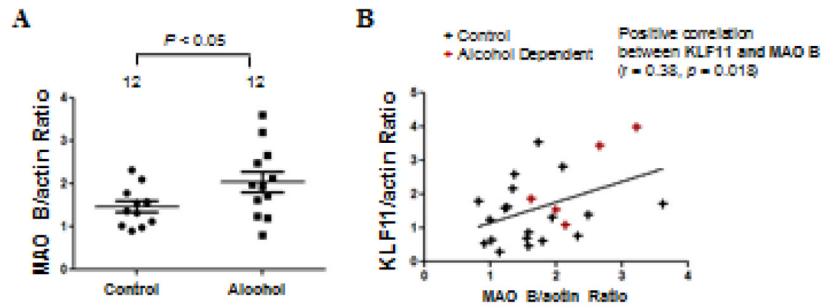 A
P < 0.05
12 12
MAO B/actin Ratio
4
3
2
1
0
Control Alcohol
B
Control
Alcohol Dependent
Positive correlation
between KLF11 and MAO B
(r = 0.38, p = 0.018)
KLF11/actin Ratio
5
4
3
2
1
0
0 1 2 3 4
MAO B/actin Ratio